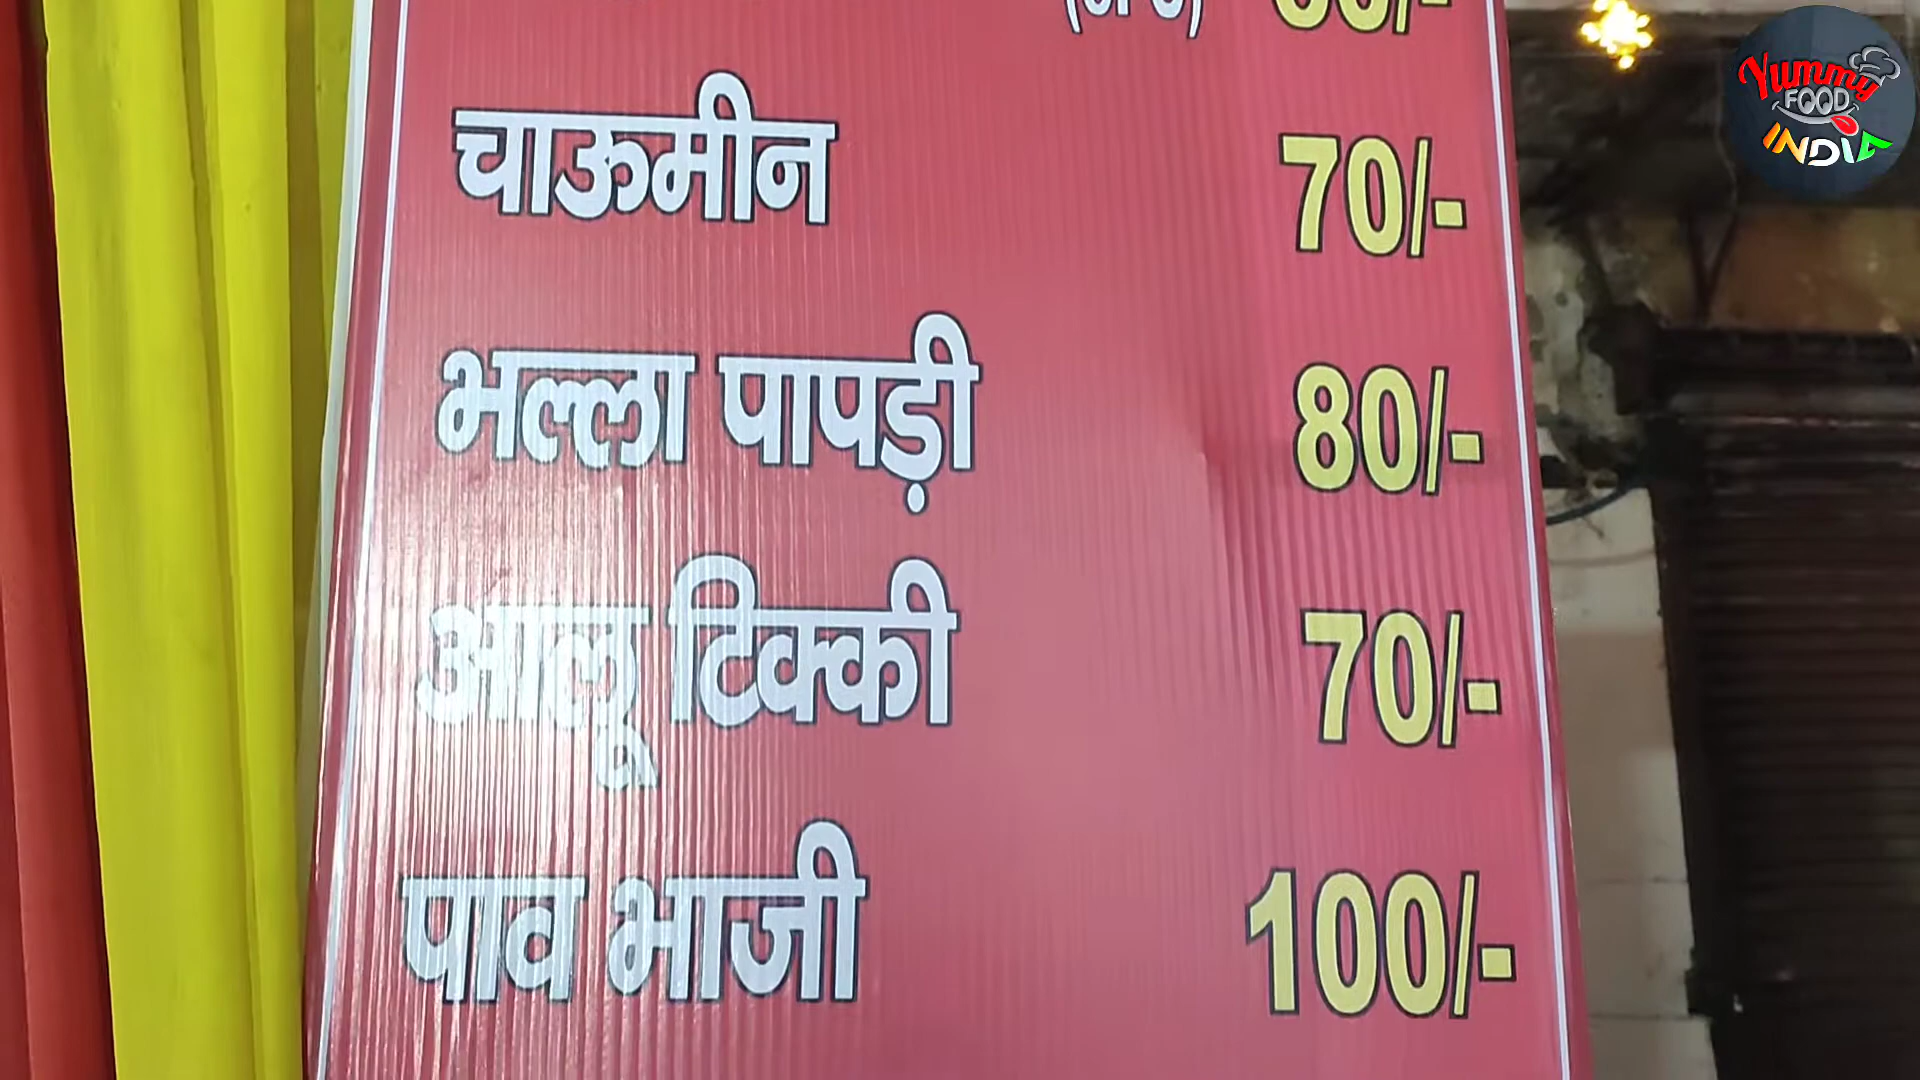 चाऊमीन 70/-
भल्ला पापड़ी 80/-
आलू टिक्की 70/-
पाव भाजी 100/-
Yummy
FOOD
INDIA